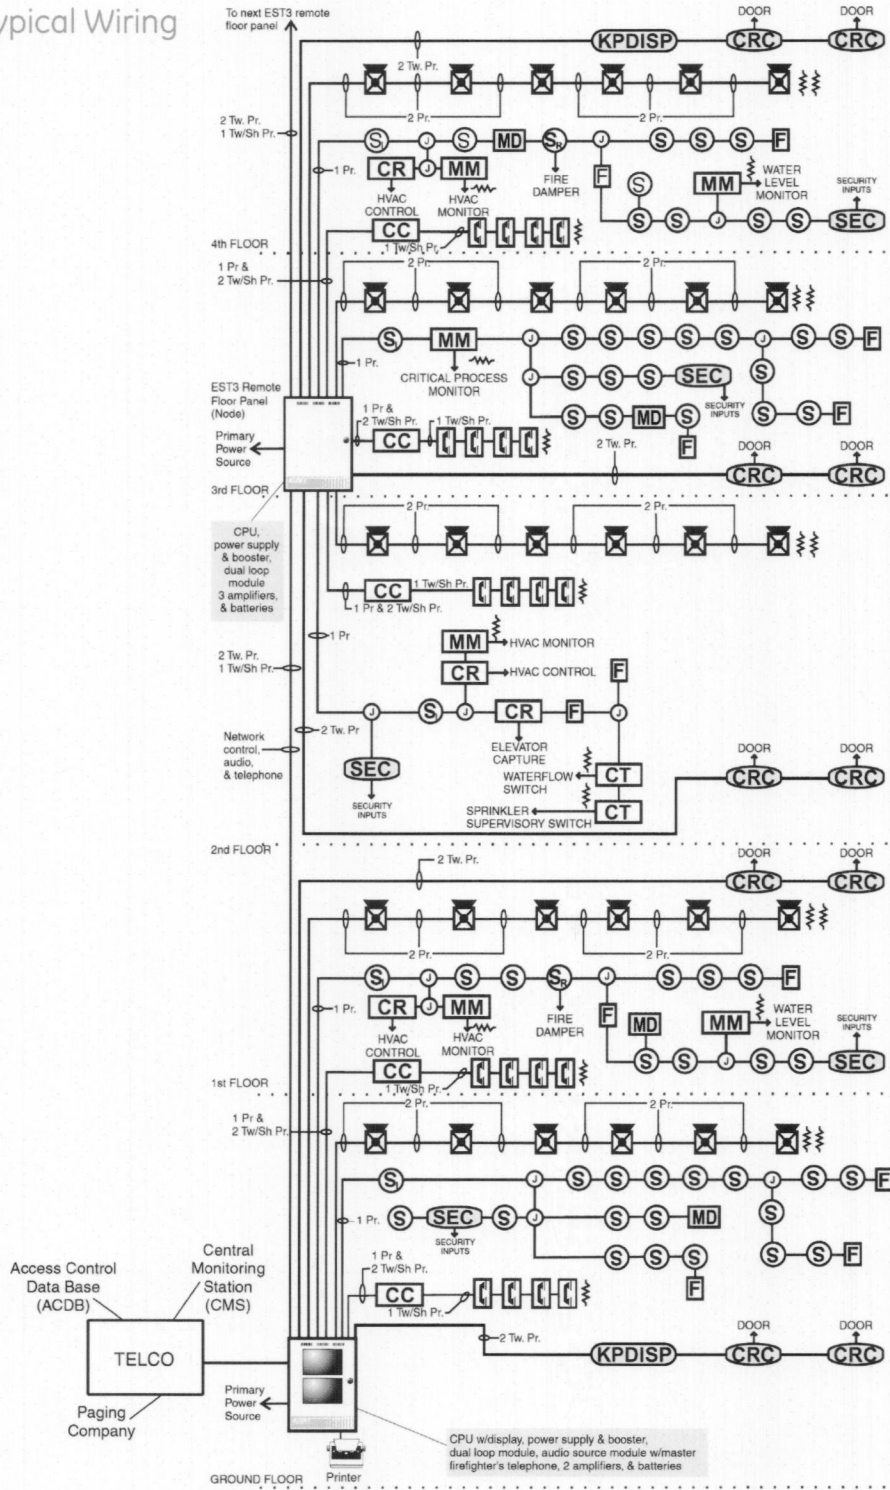 ypical Wiring
To next EST3 remote
floor panel
DOOR DOOR
KPDISP CRC CRC
2 Tw. Pr.
2 Pr. 2 Pr.
2 Tw. Pr.
1 Tw/Sh Pr.
SI J S MD SR J S S S F
1 Pr. CR J MM
FIRE
DAMPER
F
S
MM
WATER
LEVEL
MONITOR
SECURITY
INPUTS
HVAC
CONTROL
HVAC
MONITOR
S S J S S SEC
CC
1 Tw/Sh Pr.
4th FLOOR
1 Pr &
2 Tw/Sh Pr.
2 Pr. 2 Pr.
SI MM J S S S S S J S S F
1 Pr.
CRITICAL PROCESS
MONITOR
J S S S SEC S
SECURITY
INPUTS
S S MD S S S F
F
EST3 Remote
Floor Panel
(Node)
1 Pr &
2 Tw/Sh Pr.
1 Tw/Sh Pr.
CC
Primary
Power
Source
2 Tw. Pr.
DOOR DOOR
CRC CRC
3rd FLOOR
CPU,
power supply
& booster,
dual loop
module
3 amplifiers,
& batteries
2 Pr. 2 Pr.
CC 1 Tw/Sh Pr.
1 Pr & 2 Tw/Sh Pr.
1 Pr
MM HVAC MONITOR
CR HVAC CONTROL F
2 Tw. Pr.
1 Tw/Sh Pr.
J S J CR F J
2 Tw. Pr
ELEVATOR
CAPTURE
Network
control,
audio,
& telephone
SEC
SECURITY
INPUTS
WATERFLOW
SWITCH
CT
SPRINKLER
SUPERVISORY SWITCH
CT
DOOR DOOR
CRC CRC
2nd FLOOR
2 Tw. Pr.
DOOR DOOR
CRC CRC
2 Pr. 2 Pr.
SI J S S SR J S S S F
1 Pr. CR J MM
FIRE
DAMPER
F
MD
MM
WATER
LEVEL
MONITOR
SECURITY
INPUTS
HVAC
CONTROL
HVAC
MONITOR
S S J S S SEC
CC
1 Tw/Sh Pr.
1st FLOOR
1 Pr &
2 Tw/Sh Pr.
2 Pr. 2 Pr.
SI J S S S S S J S S F
1 Pr. S SEC S J S S MD S
SECURITY
INPUTS
S S S S S F
F
1 Pr &
2 Tw/Sh Pr.
CC
1 Tw/Sh Pr.
Access Control
Data Base
(ACDB)
Central
Monitoring
Station
(CMS)
TELCO
Paging
Company
2 Tw. Pr.
DOOR DOOR
KPDISP CRC CRC
Primary
Power
Source
CPU w/display, power supply & booster,
dual loop module, audio source module w/master
firefighter's telephone, 2 amplifiers, & batteries
GROUND FLOOR Printer